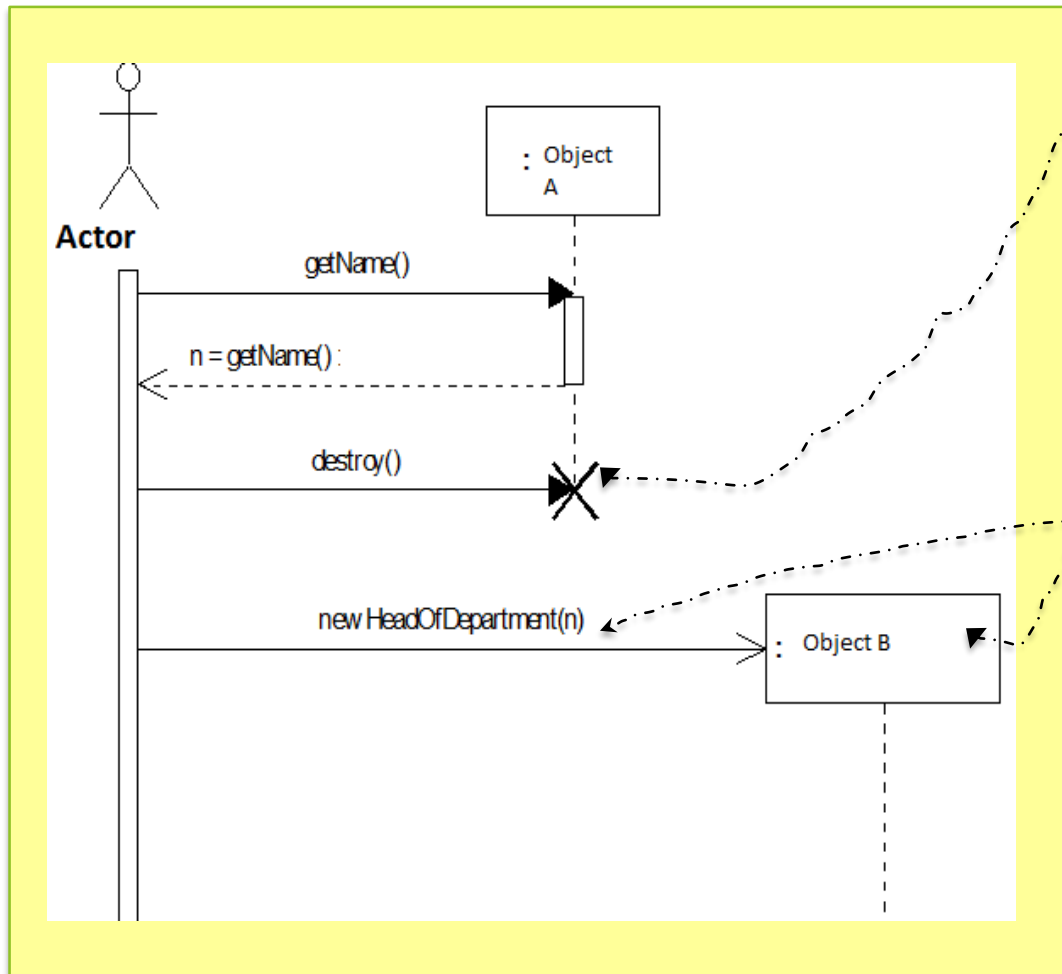 : Object
A
Actor
getName()
n = getName() :
destroy()
new HeadOfDepartment(n)
: Object B